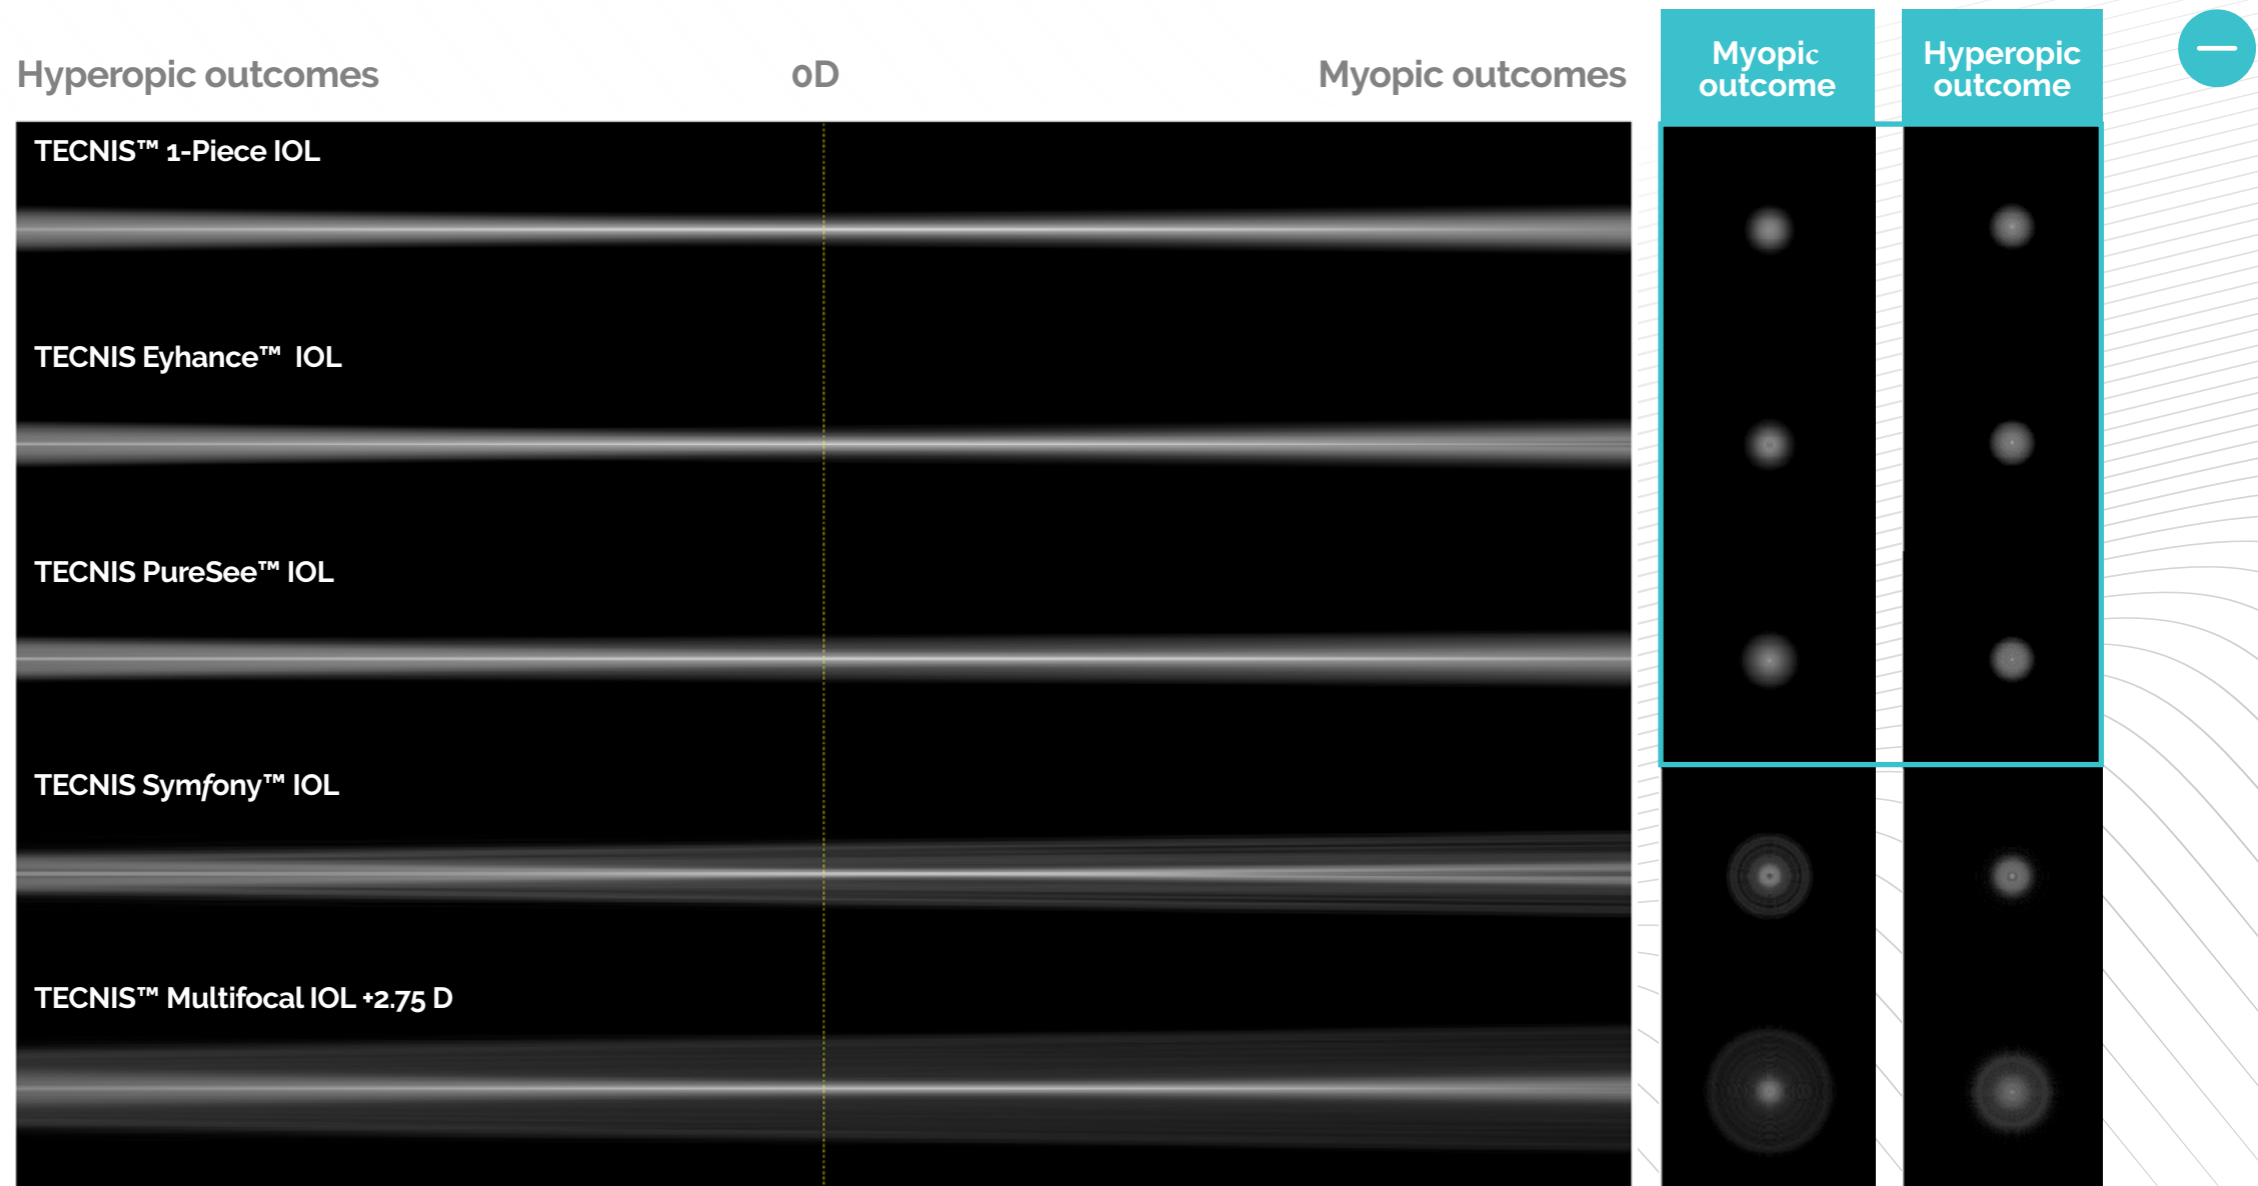 Hyperopic outcomes
0D
Myopic outcomes
Myopic
outcome
Hyperopic
outcome
TECNIS™ 1-Piece IOL
TECNIS Eyhance™ IOL
TECNIS PureSee™ IOL
TECNIS Symfony™ IOL
TECNIS™ Multifocal IOL +2.75 D